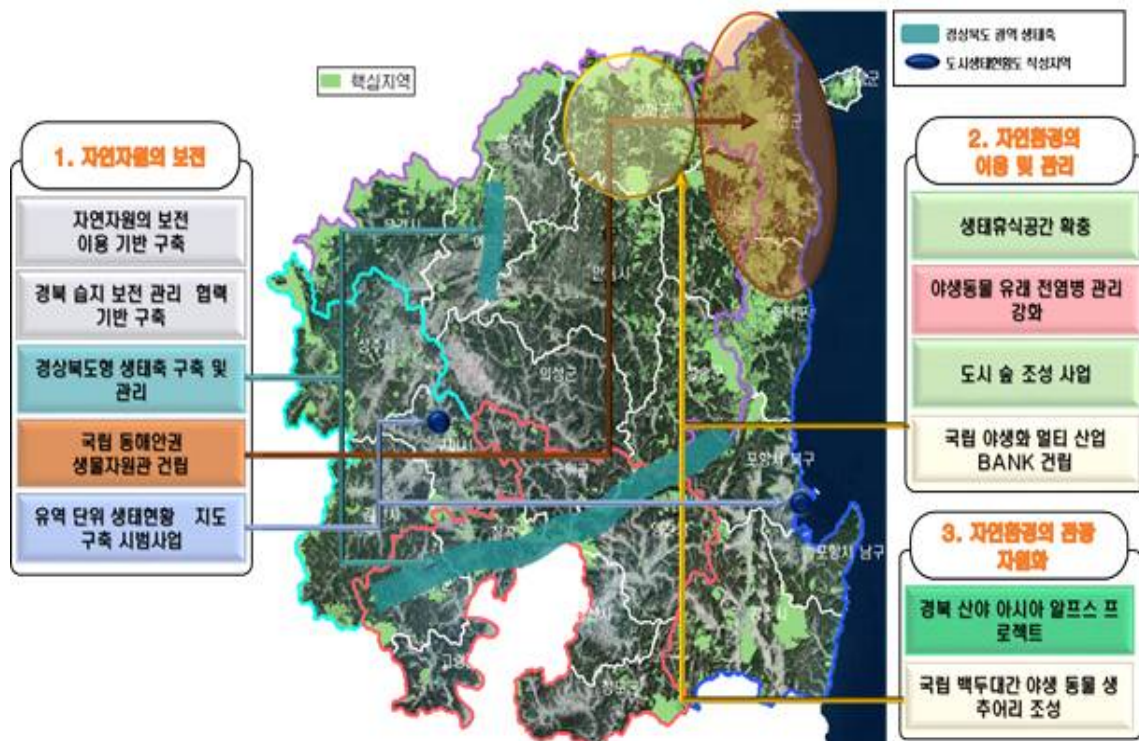 경상북도 광역 생태축
도시생태현황도 작성지역
핵심지역
1. 자연자원의 보전
자연자원의 보전
이용 기반 구축
경북 습지 보전 관리 협력
기반 구축
경상북도형 생태축 구축 및
관리
국립 동해안권
생물자원관 건립
유역 단위 생태현황 지도
구축 시범사업
2. 자연환경의
이용 및 관리
생태휴식공간 확충
야생동물 유래 전염병 관리
강화
도시 숲 조성 사업
국립 야생화 멀티 산업
BANK 건립
3. 자연환경의 관광
자원화
경북 산야 아시아 알프스 프
로젝트
국립 백두대간 야생 동물 생
추어리 조성
안동시
의성군
포항시 북구
포항시 남구